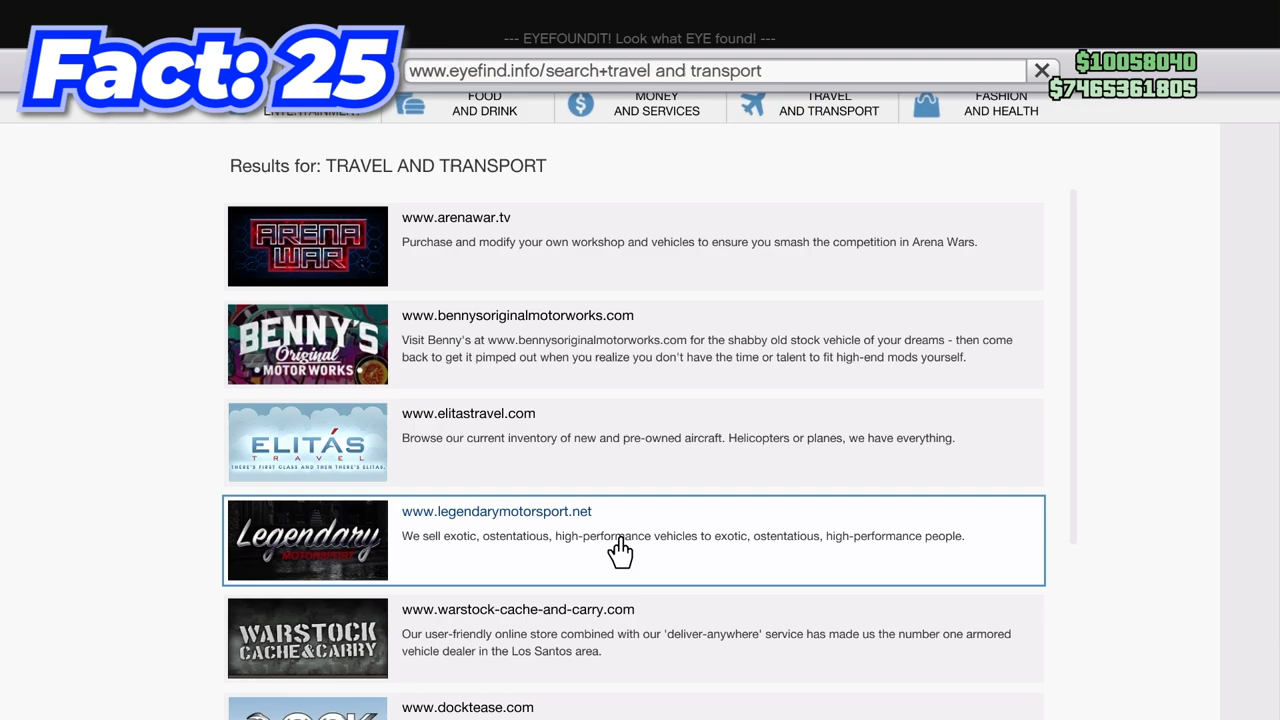 --- EYEFOUNDIT! Look what EYE found! ---
Fact: 25
www.eyefind.info/search+travel and transport
$10058040
$7465361805
ENTERTAINMENT
FOOD
AND DRINK
MONEY
AND SERVICES
TRAVEL
AND TRANSPORT
FASHION
AND HEALTH
Results for: TRAVEL AND TRANSPORT
ARENA
WAR
www.arenawar.tv
Purchase and modify your own workshop and vehicles to ensure you smash the competition in Arena Wars.
BENNY'S
Original
• MOTOR WORKS •
www.bennysoriginalmotorworks.com
Visit Benny's at www.bennysoriginalmotorworks.com for the shabby old stock vehicle of your dreams - then come
back to get it pimped out when you realize you don't have the time or talent to fit high-end mods yourself.
ELITÁS
TRAVEL
THERE'S FIRST CLASS AND THEN THERE'S ELITAS.
www.elitastravel.com
Browse our current inventory of new and pre-owned aircraft. Helicopters or planes, we have everything.
Legendary
MOTORSPORT
www.legendarymotorsport.net
We sell exotic, ostentatious, high-performance vehicles to exotic, ostentatious, high-performance people.
WARSTOCK
CACHE&CARRY
www.warstock-cache-and-carry.com
Our user-friendly online store combined with our 'deliver-anywhere' service has made us the number one armored
vehicle dealer in the Los Santos area.
www.docktease.com